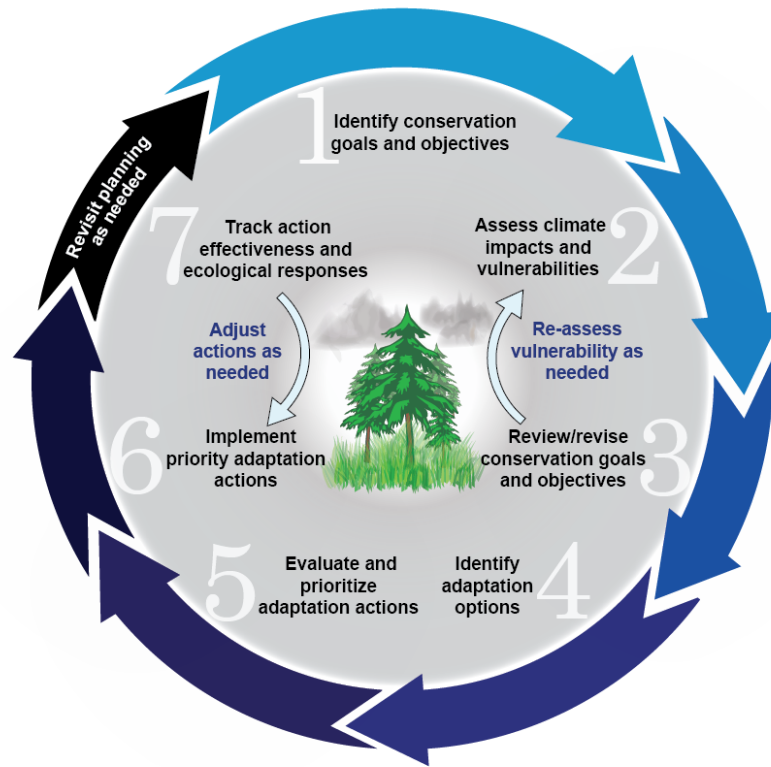 1
Identify conservation
goals and objectives
2
Assess climate
impacts and
vulnerabilities
Re-assess
vulnerability as
needed
3
Review/revise
conservation goals
and objectives
4
Identify
adaptation
options
5
Evaluate and
prioritize
adaptation actions
6
Implement
priority adaptation
actions
Adjust
actions as
needed
7
Track action
effectiveness and
ecological responses
Revisit planning
as needed